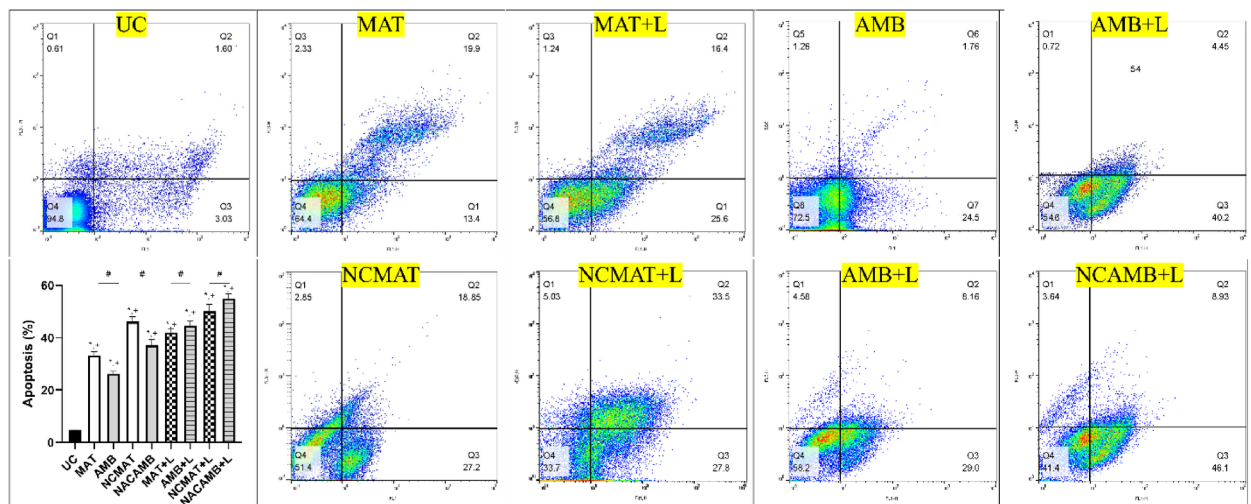 UC
Q1
0.61
Q2
1.60
Q4
94.8
Q3
3.03
MAT
Q3
2.33
Q2
19.9
Q4
64.4
Q1
13.4
MAT+L
Q3
1.24
Q2
16.4
Q4
56.8
Q1
25.6
AMB
Q5
1.26
Q6
1.76
Q8
72.5
Q7
24.5
AMB+L
Q1
0.72
Q2
4.45
54
Q4
54.6
Q3
40.2
Apoptosis (%)
60
40
20
0
# # # #
*,+ *,+ *,+ *,+ *,+ *,+ *,+ *,+
UC
MAT
AMB
NCMAT
NACAMB
MAT+L
AMB+L
NCMAT+L
NACAMB+L
NCMAT
Q1
2.85
Q2
18.85
Q4
51.4
Q3
27.2
NCMAT+L
Q1
5.03
Q2
33.5
Q4
33.7
Q3
27.8
AMB+L
Q1
4.58
Q2
8.16
Q4
58.2
Q3
29.0
NCAMB+L
Q1
3.64
Q2
8.93
Q4
41.4
Q3
46.1